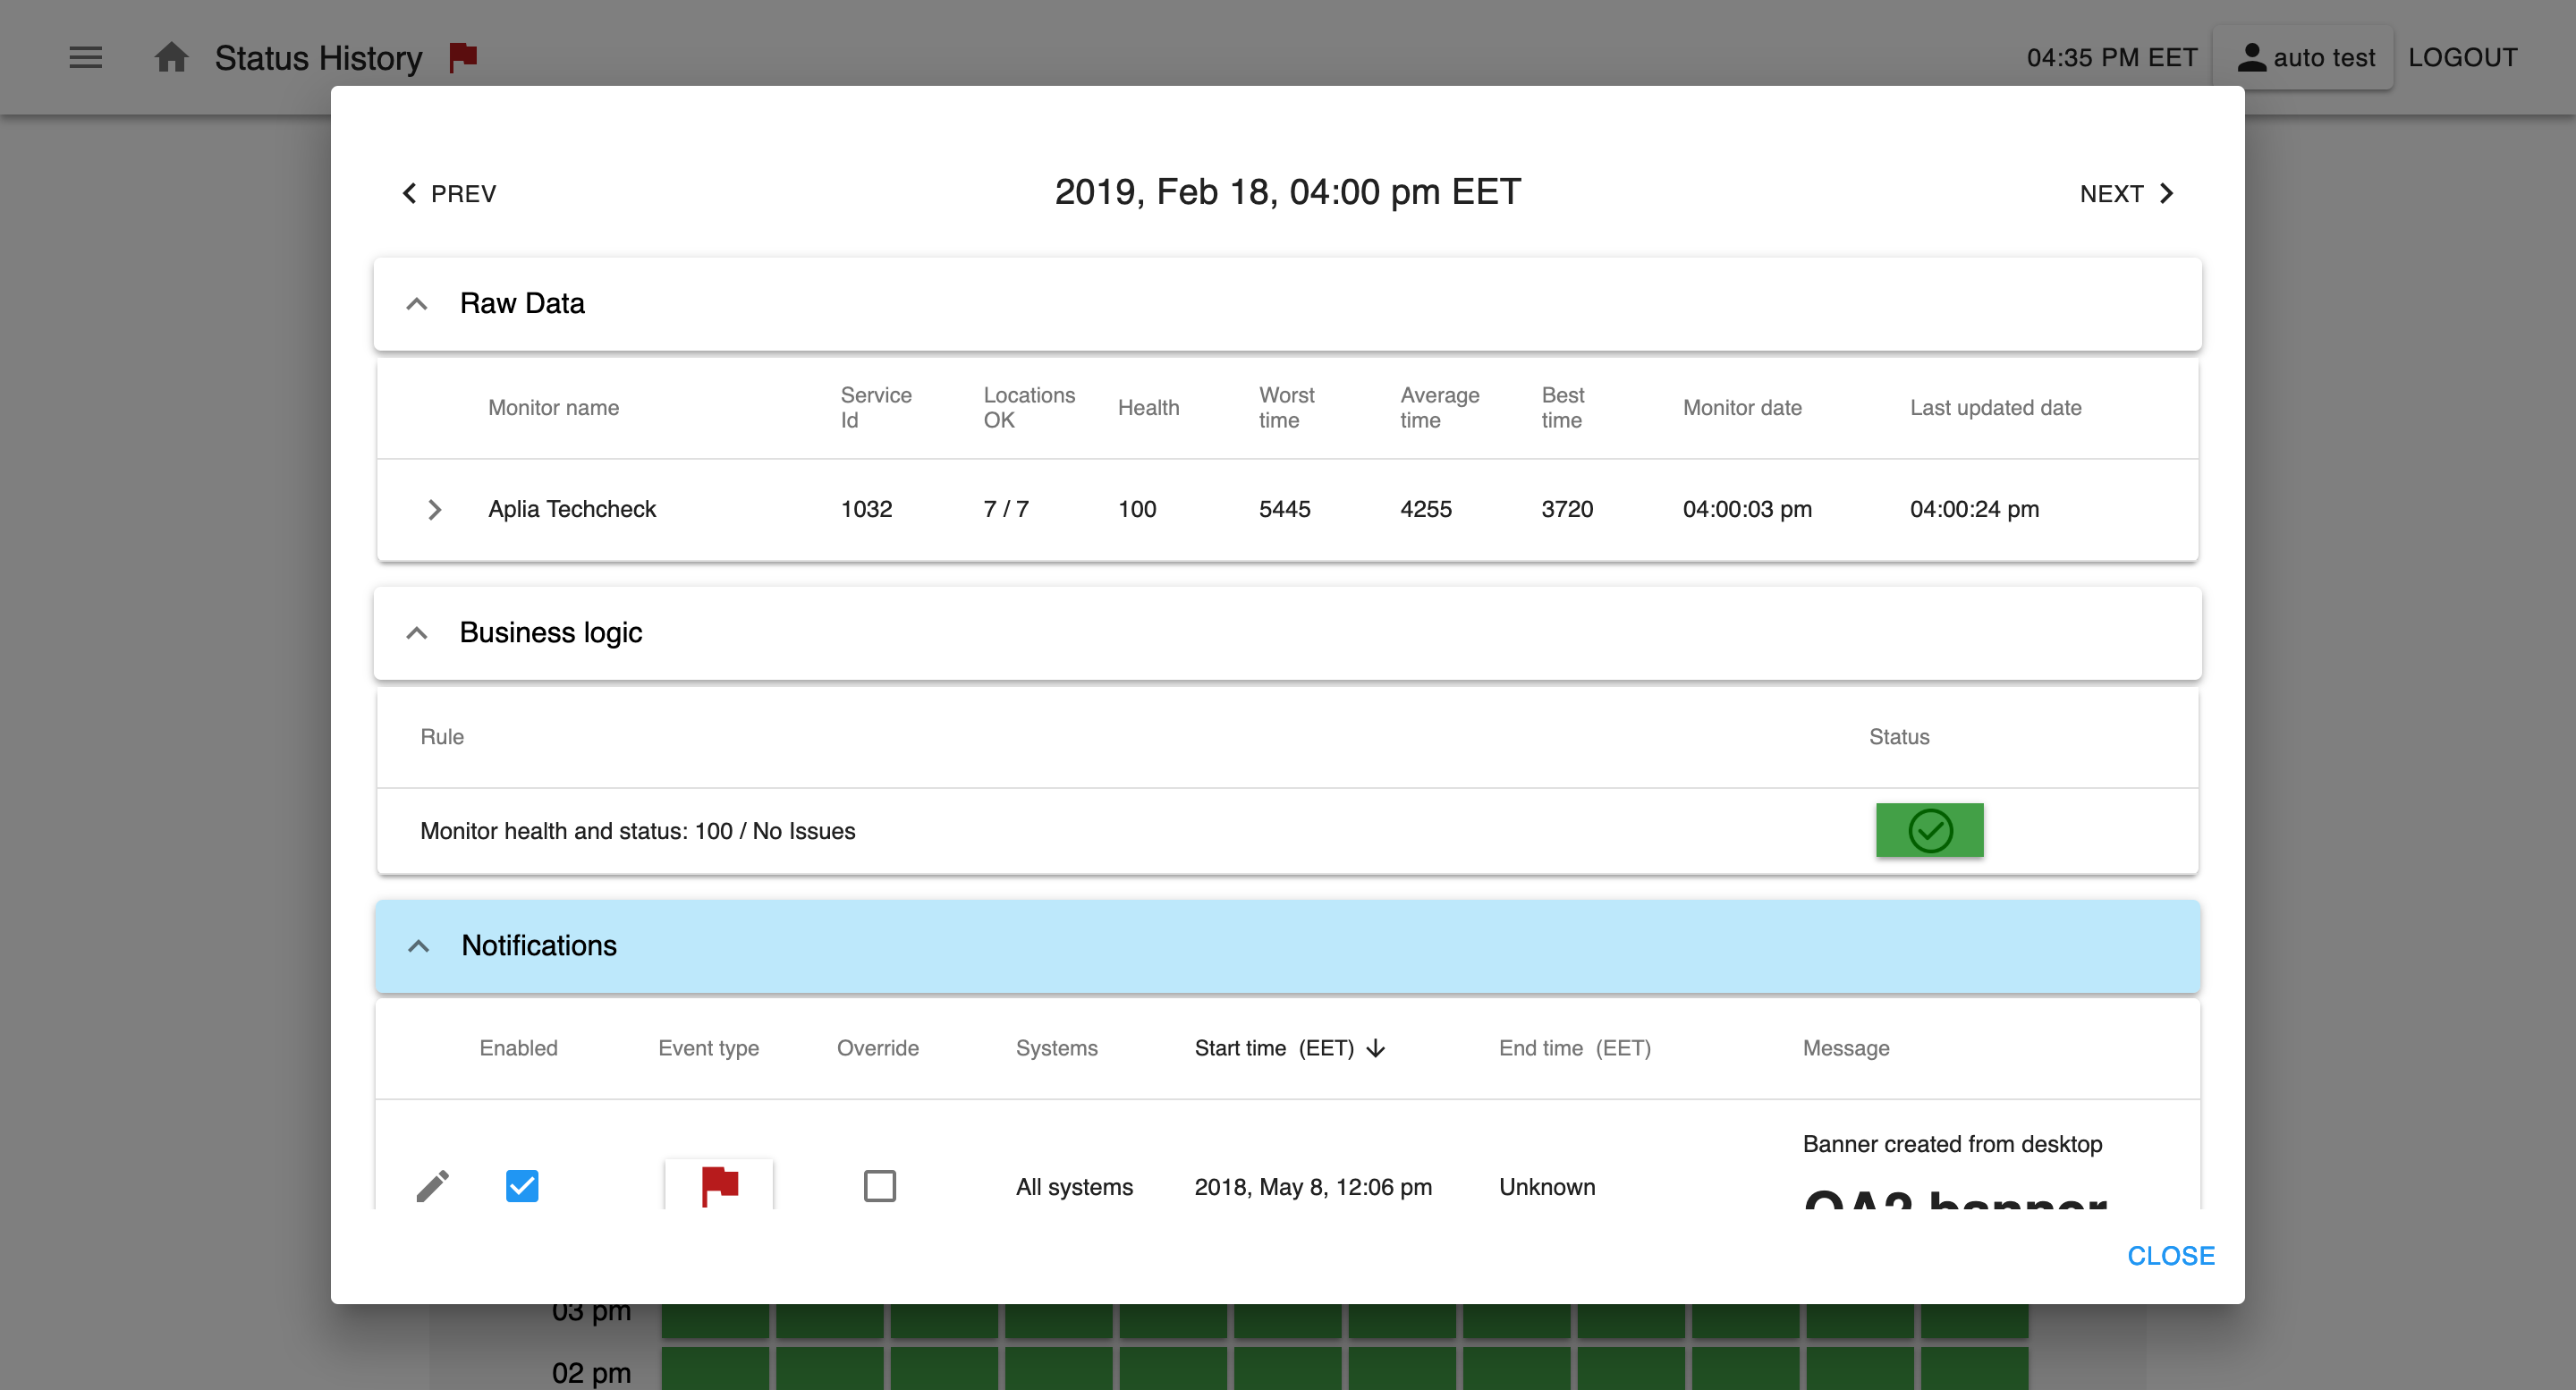 Status History
04:35 PM EET
auto test
LOGOUT
PREV
2019, Feb 18, 04:00 pm EET
NEXT
Raw Data
Monitor name
Service
Id
Locations
OK
Health
Worst
time
Average
time
Best
time
Monitor date
Last updated date
Aplia Techcheck
1032
7 / 7
100
5445
4255
3720
04:00:03 pm
04:00:24 pm
Business logic
Rule
Status
Monitor health and status: 100 / No Issues
Notifications
Enabled
Event type
Override
Systems
Start time (EET)
End time (EET)
Message
All systems
2018, May 8, 12:06 pm
Unknown
Banner created from desktop
QA2 banner
CLOSE
03 pm
02 pm